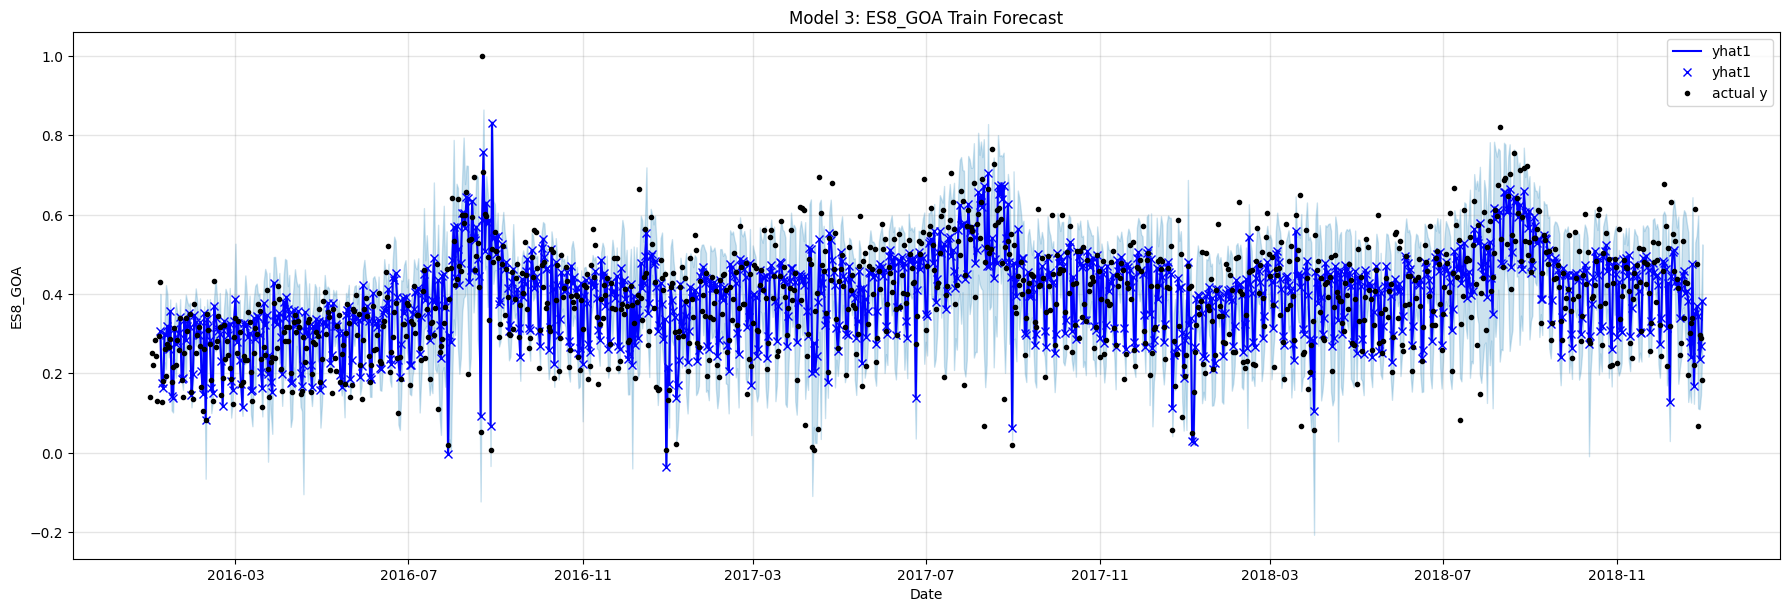 Model 3: ES8_GOA Train Forecast
yhat1
yhat1
actual y
1.0
0.8
0.6
0.4
0.2
0.0
−0.2
ES8_GOA
2016-03
2016-07
2016-11
2017-03
2017-07
2017-11
2018-03
2018-07
2018-11
Date